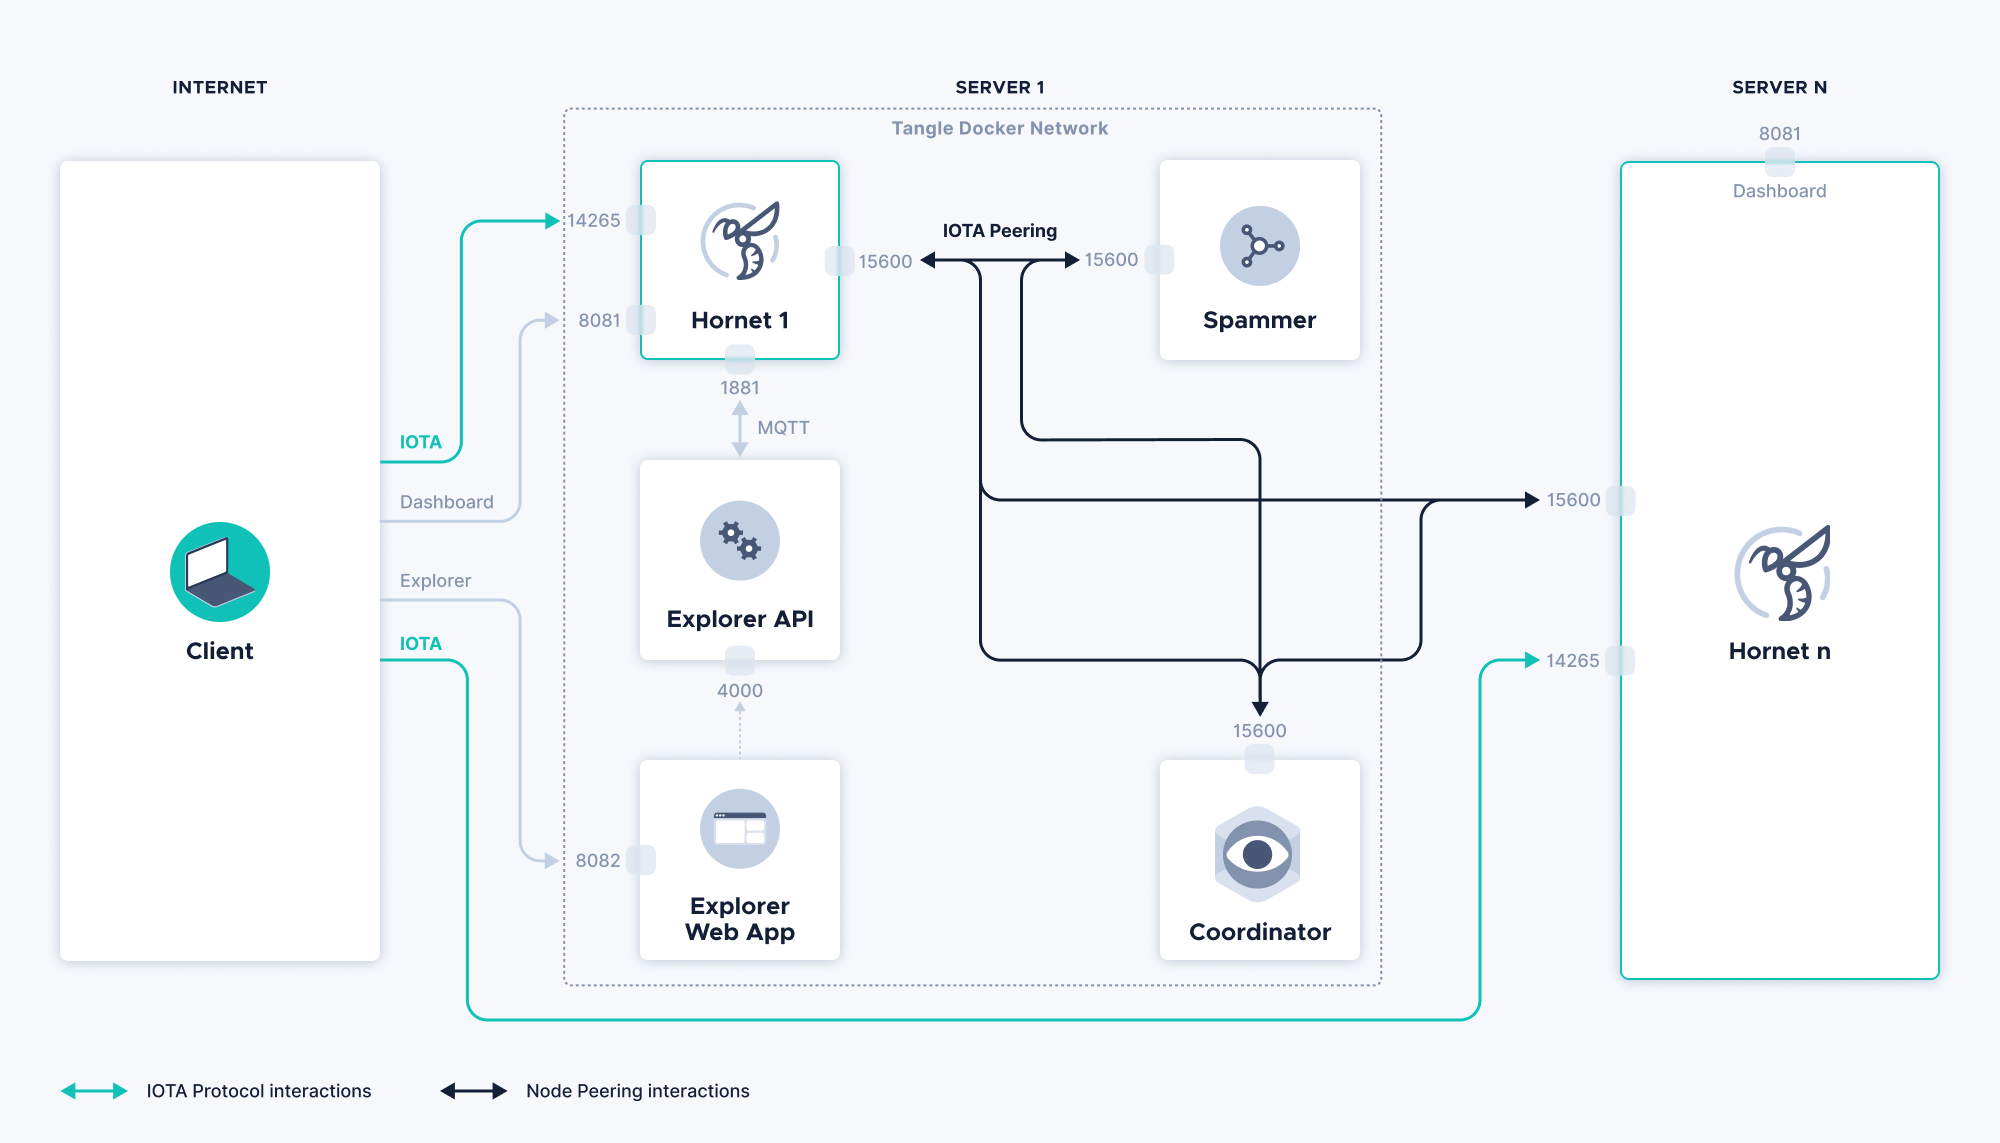 INTERNET
SERVER 1
SERVER N
Tangle Docker Network
8081
Dashboard
14265
8081
Hornet 1
15600
IOTA Peering
15600
Spammer
1881
MQTT
IOTA
Dashboard
Explorer
IOTA
Client
Explorer API
4000
15600
14265
Hornet n
15600
8082
Explorer
Web App
Coordinator
IOTA Protocol interactions
Node Peering interactions